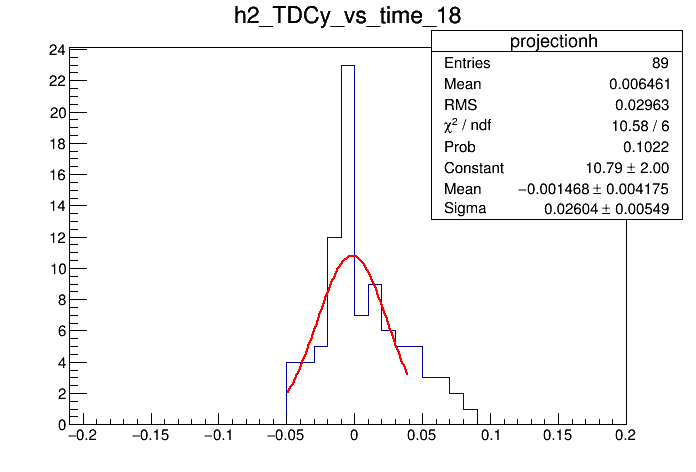 h2_TDCy_vs_time_18
projectionh
Entries 89
Mean 0.006461
RMS 0.02963
χ² / ndf 10.58 / 6
Prob 0.1022
Constant 10.79 ± 2.00
Mean −0.001468 ± 0.004175
Sigma 0.02604 ± 0.00549
24
22
20
18
16
14
12
10
8
6
4
2
0
−0.2 −0.15 −0.1 −0.05 0 0.05 0.1 0.15 0.2